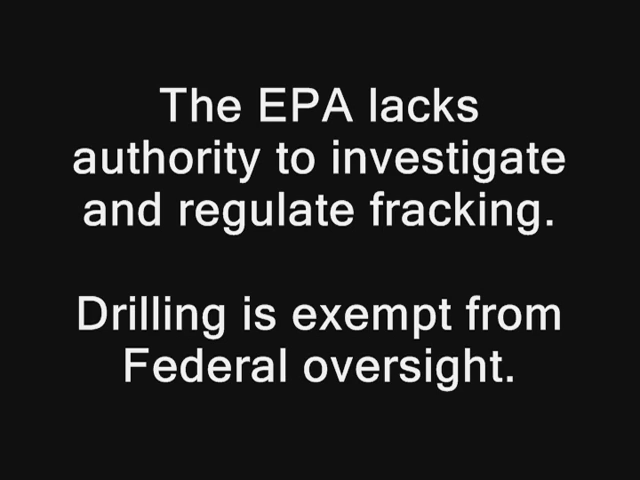 The EPA lacks
authority to investigate
and regulate fracking.
Drilling is exempt from
Federal oversight.